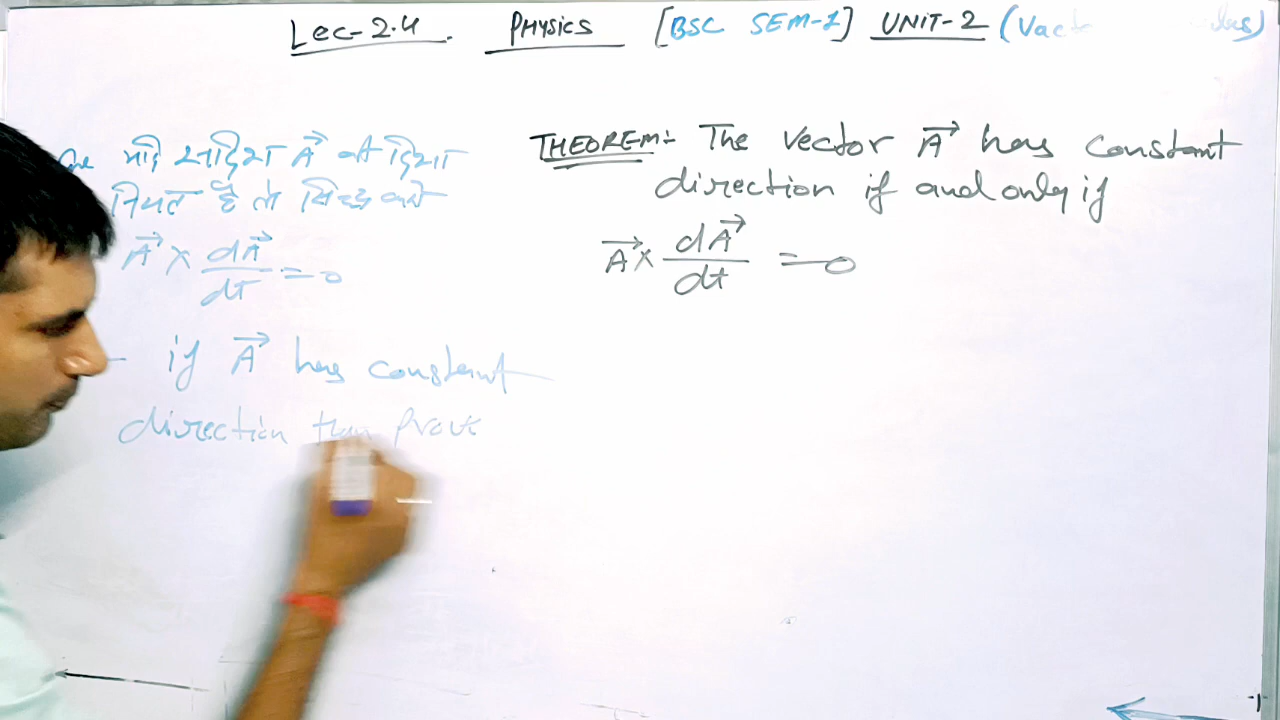 Lec-2.4. PHYSICS [BSC SEM-1] UNIT-2 (Vac
THEOREM:- The vector A⃗ has constant
direction if and only if
A⃗ × dA⃗/dt = 0
यदि सदिश A⃗ की दिशा
नियत है तो सिद्ध करो
A⃗ × dA⃗/dt = 0
if A⃗ has constant
direction then prove